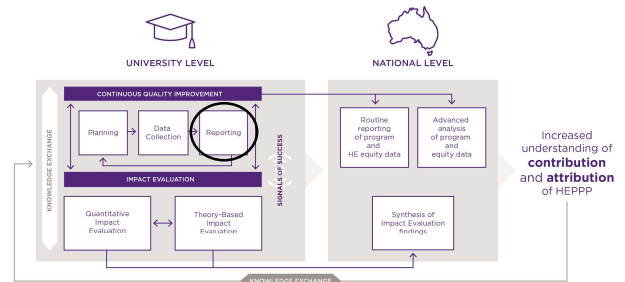 UNIVERSITY LEVEL
NATIONAL LEVEL
CONTINUOUS QUALITY IMPROVEMENT
KNOWLEDGE EXCHANGE
Planning
Data
Collection
Reporting
SIGNALS OF SUCCESS
IMPACT EVALUATION
Quantitative
Impact
Evaluation
Theory-Based
Impact
Evaluation
Routine
reporting
of program
and
HE equity data
Advanced
analysis
of program
and
equity data
Synthesis of
Impact Evaluation
findings
Increased
understanding of
contribution
and attribution
of HEPPP
KNOWLEDGE EXCHANGE